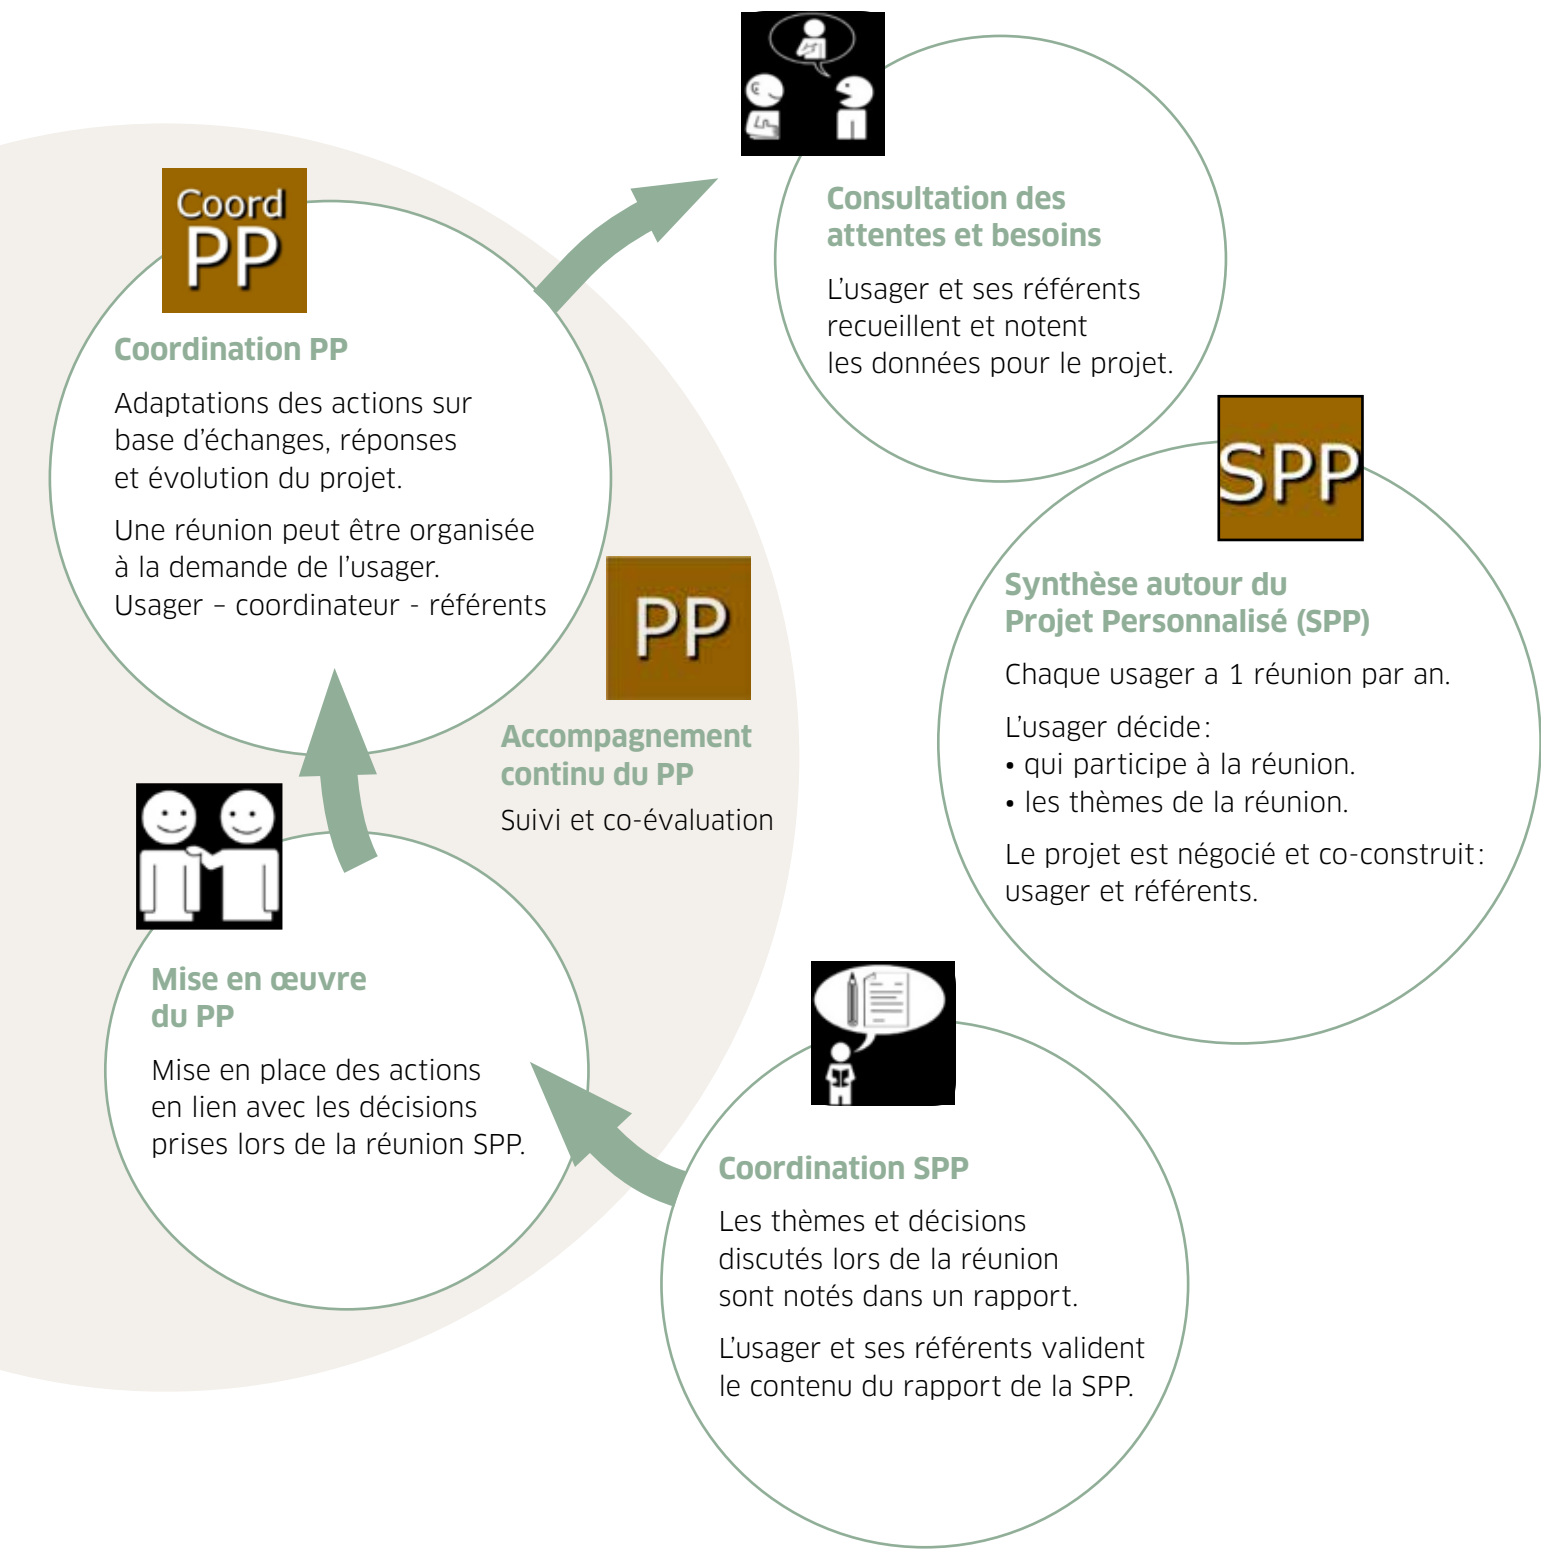 Consultation des
attentes et besoins
L'usager et ses référents
recueillent et notent
les données pour le projet.
SPP
Synthèse autour du
Projet Personnalisé (SPP)
Chaque usager a 1 réunion par an.
L'usager décide:
• qui participe à la réunion.
• les thèmes de la réunion.
Le projet est négocié et co-construit:
usager et référents.
Coordination SPP
Les thèmes et décisions
discutés lors de la réunion
sont notés dans un rapport.
L'usager et ses référents valident
le contenu du rapport de la SPP.
Mise en œuvre
du PP
Mise en place des actions
en lien avec les décisions
prises lors de la réunion SPP.
Coord
PP
Coordination PP
Adaptations des actions sur
base d'échanges, réponses
et évolution du projet.
Une réunion peut être organisée
à la demande de l'usager.
Usager – coordinateur - référents
PP
Accompagnement
continu du PP
Suivi et co-évaluation